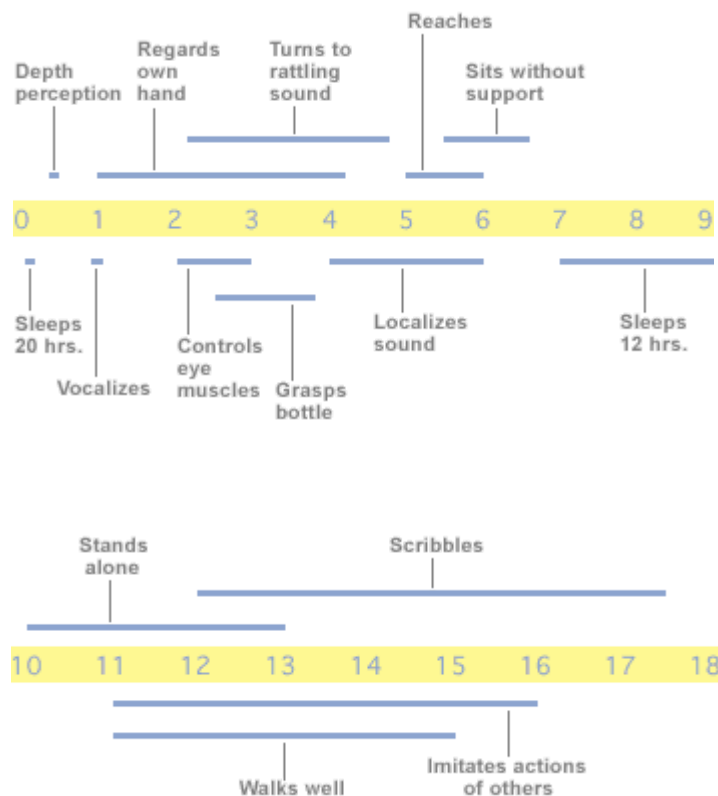 Reaches
Regards
own
hand
Turns to
rattling
sound
Depth
perception
Sits without
support
0 1 2 3 4 5 6 7 8 9
Sleeps
20 hrs.
Vocalizes
Controls
eye
muscles
Grasps
bottle
Localizes
sound
Sleeps
12 hrs.
Stands
alone
Scribbles
10 11 12 13 14 15 16 17 18
Walks well
Imitates actions
of others